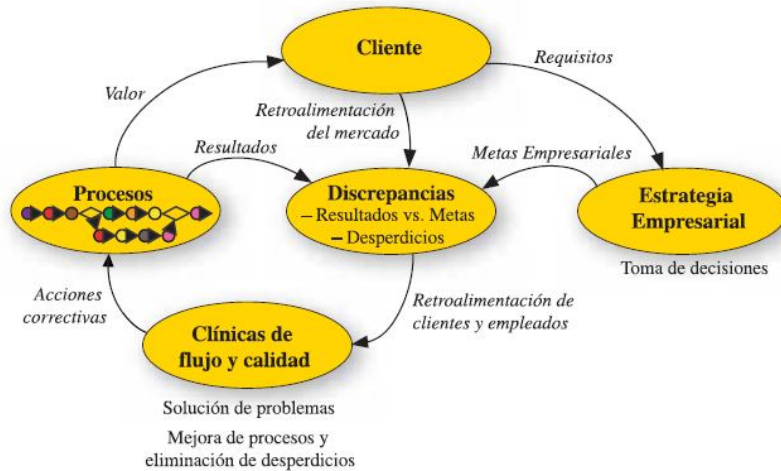 Cliente
Requisitos
Valor
Retroalimentación
del mercado
Resultados
Metas Empresariales
Procesos
Discrepancias
– Resultados vs. Metas
– Desperdicios
Estrategia
Empresarial
Toma de decisiones
Acciones
correctivas
Retroalimentación de
clientes y empleados
Clínicas de
flujo y calidad
Solución de problemas
Mejora de procesos y
eliminación de desperdicios